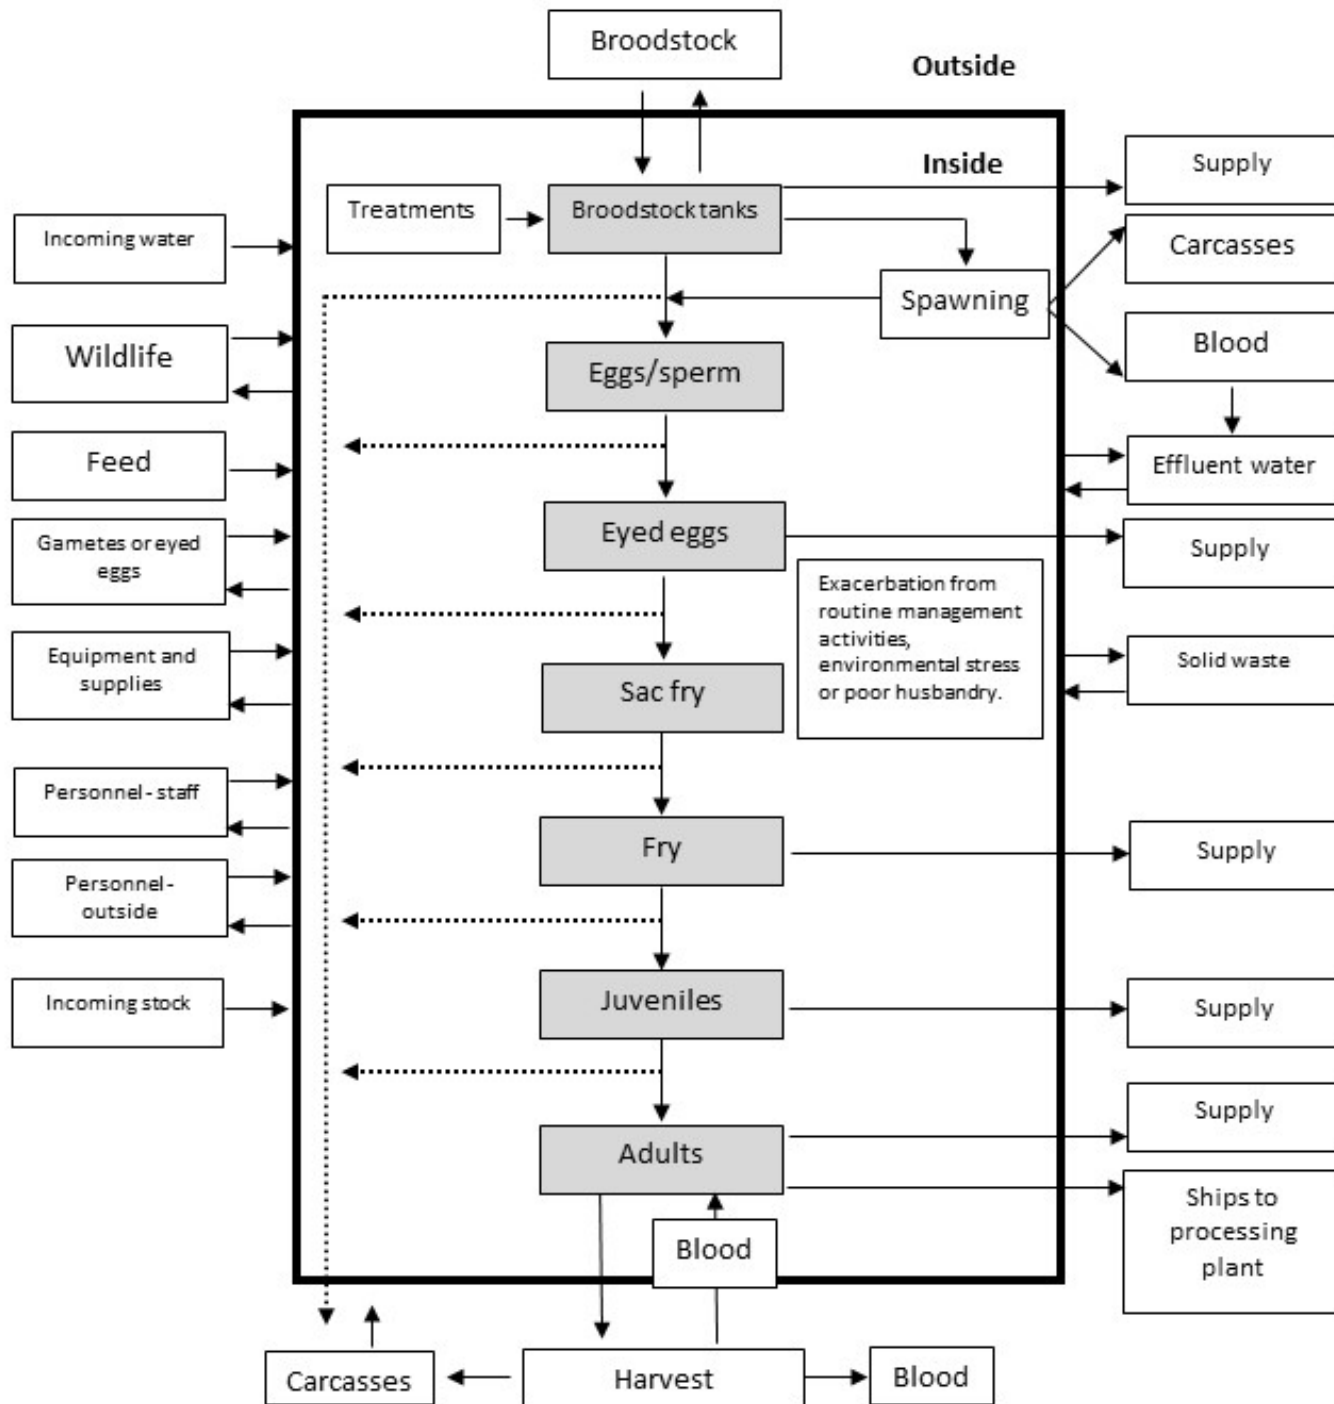 Broodstock
Outside
Inside
Supply
Treatments
Broodstock tanks
Incoming water
Carcasses
Spawning
Wildlife
Blood
Eggs/sperm
Feed
Effluent water
Gametes or eyed
eggs
Eyed eggs
Supply
Exacerbation from
routine management
activities,
environmental stress
or poor husbandry.
Equipment and
supplies
Solid waste
Sac fry
Personnel - staff
Fry
Supply
Personnel -
outside
Incoming stock
Juveniles
Supply
Supply
Adults
Ships to
processing
plant
Blood
Carcasses
Harvest
Blood